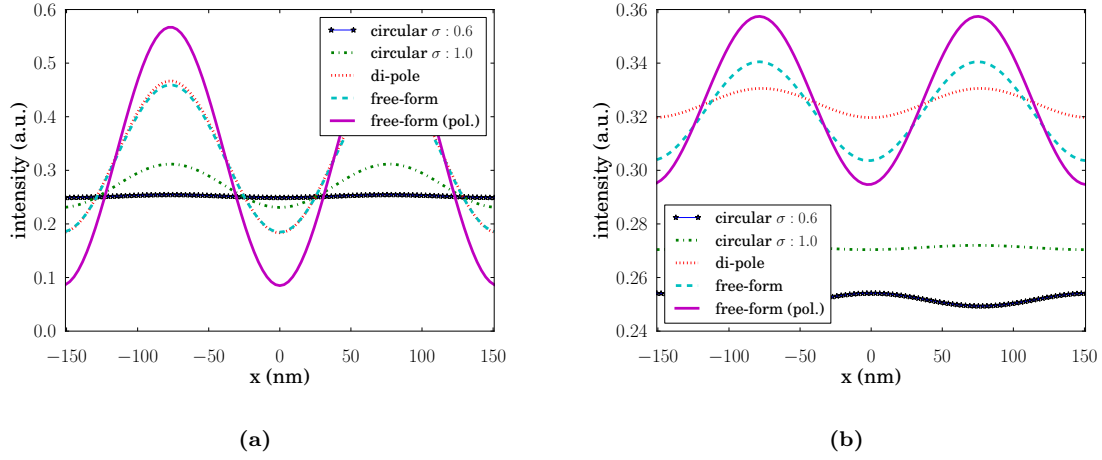 0.6
0.5
0.4
0.3
0.2
0.1
0.0
intensity (a.u.)
circular σ : 0.6
circular σ : 1.0
di-pole
free-form
free-form (pol.)
−150 −100 −50 0 50 100 150
x (nm)
(a)
0.36
0.34
0.32
0.30
0.28
0.26
0.24
intensity (a.u.)
circular σ : 0.6
circular σ : 1.0
di-pole
free-form
free-form (pol.)
−150 −100 −50 0 50 100 150
x (nm)
(b)